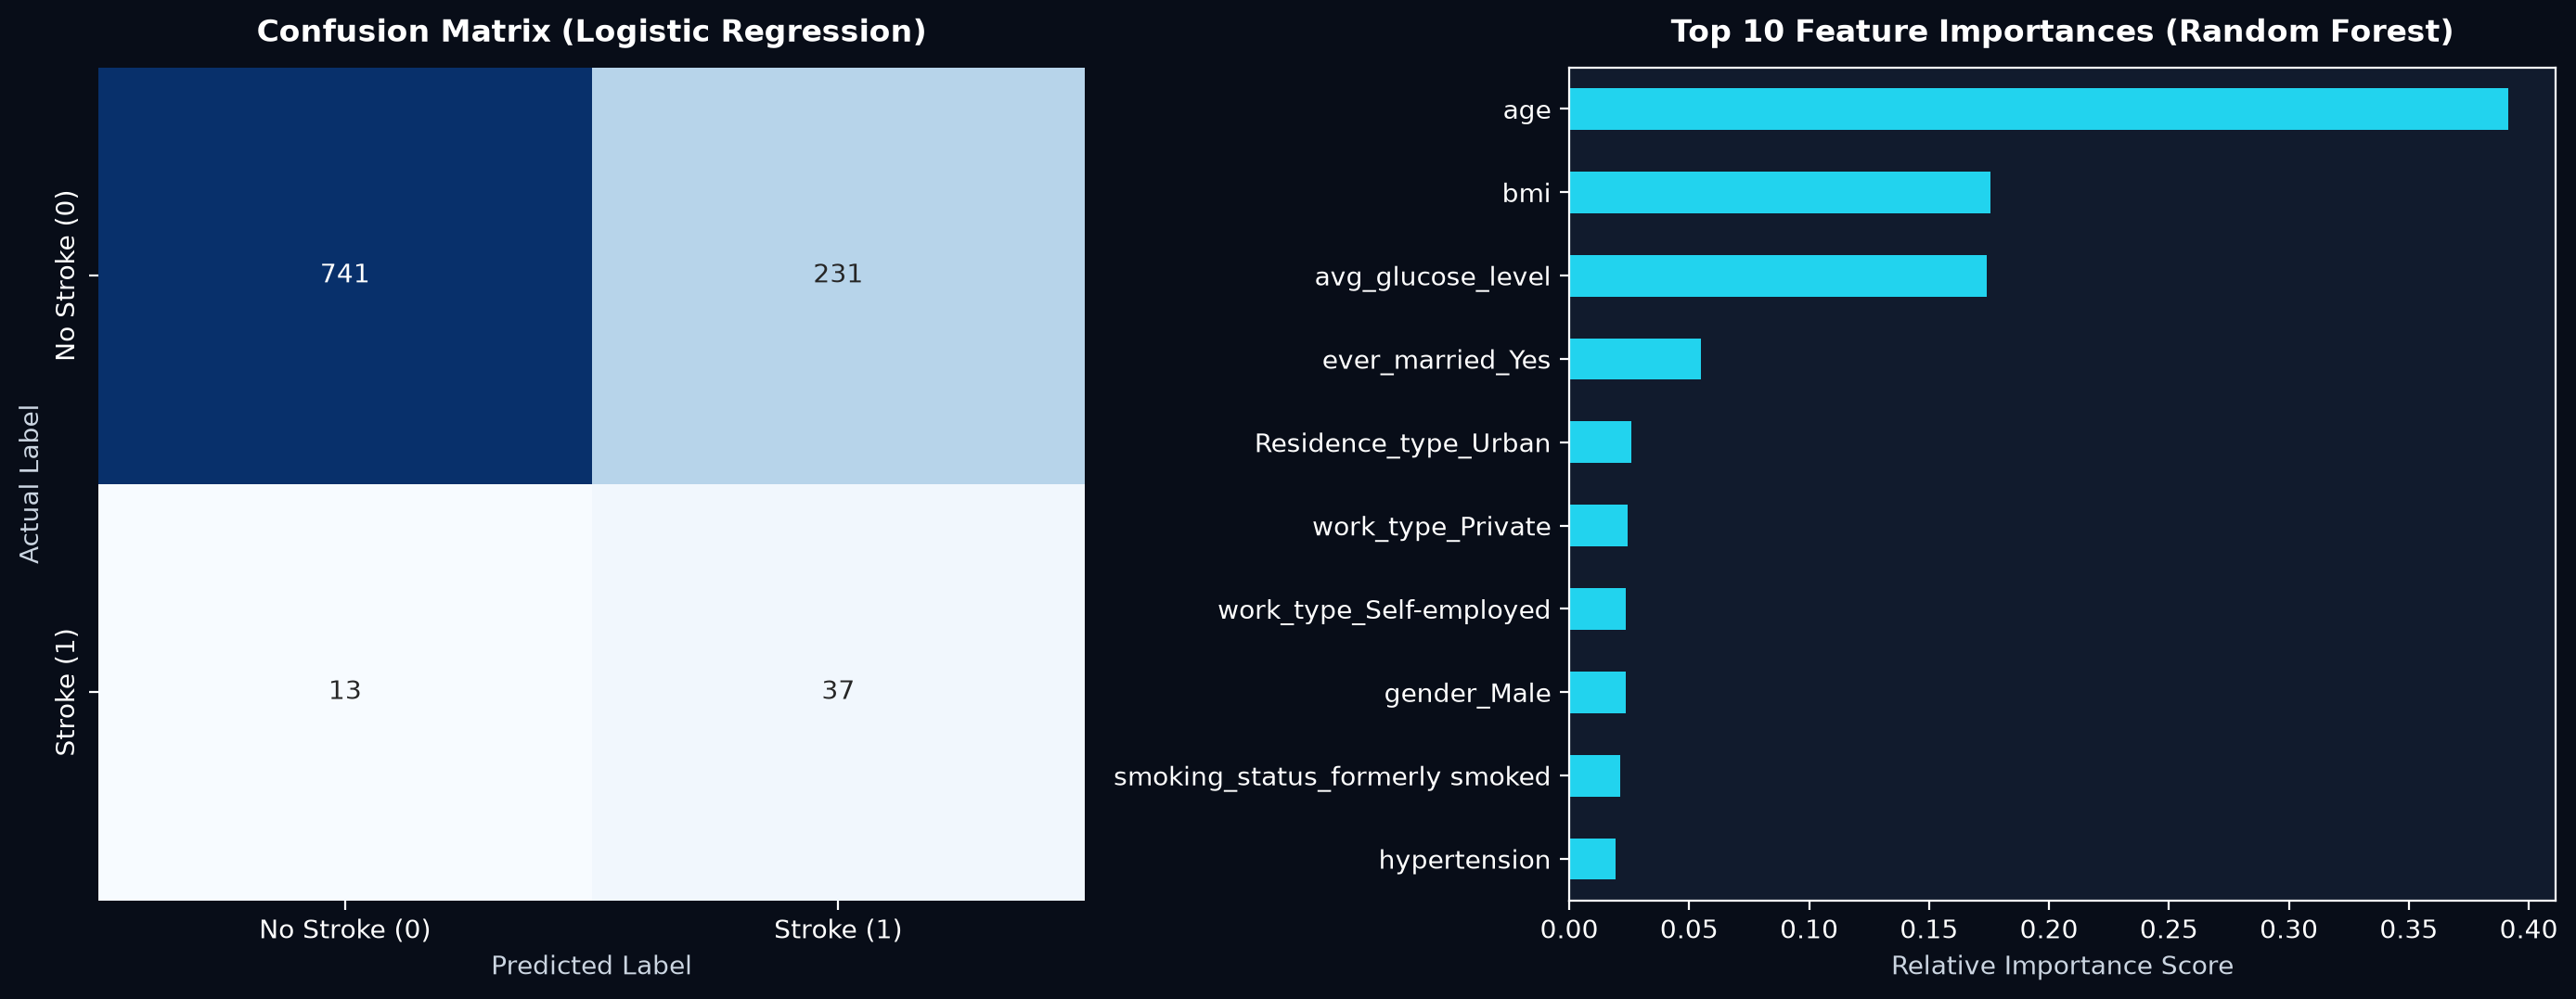 Confusion Matrix (Logistic Regression)
Actual Label
No Stroke (0)
Stroke (1)
741
231
13
37
No Stroke (0)
Stroke (1)
Predicted Label
Top 10 Feature Importances (Random Forest)
age
bmi
avg_glucose_level
ever_married_Yes
Residence_type_Urban
work_type_Private
work_type_Self-employed
gender_Male
smoking_status_formerly smoked
hypertension
0.00 0.05 0.10 0.15 0.20 0.25 0.30 0.35 0.40
Relative Importance Score